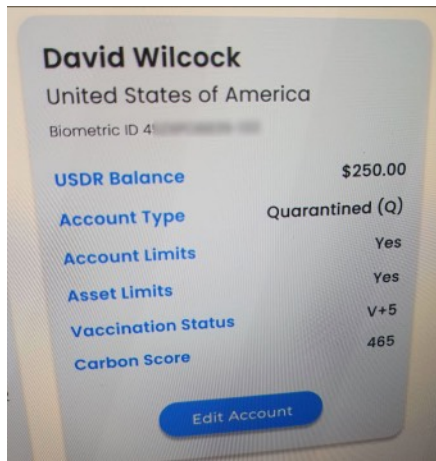 David Wilcock
United States of America
Biometric ID 4
USDR Balance $250.00
Account Type Quarantined (Q)
Account Limits Yes
Asset Limits Yes
Vaccination Status V+5
Carbon Score 465
Edit Account